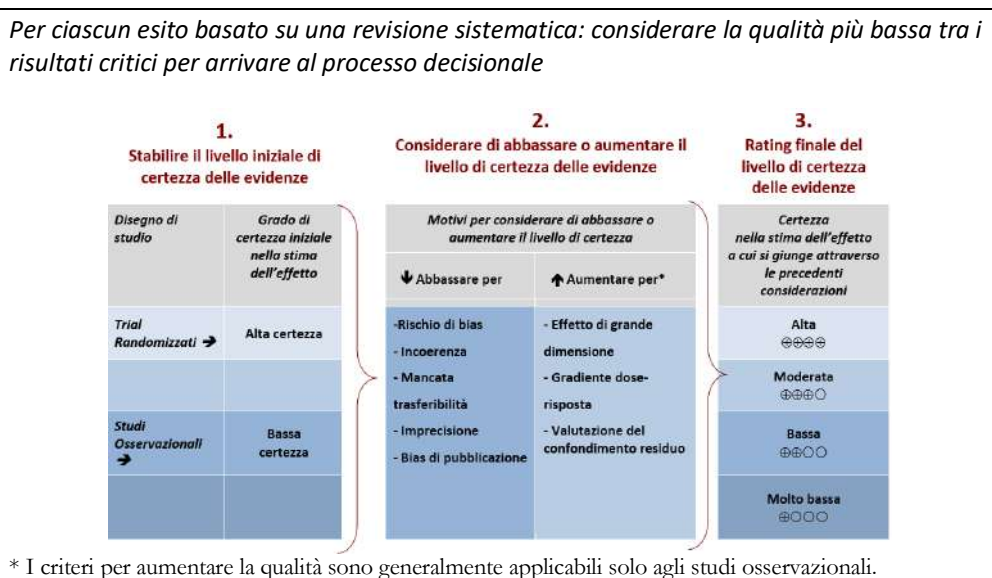 Per ciascun esito basato su una revisione sistematica: considerare la qualità più bassa tra i
risultati critici per arrivare al processo decisionale
1.
Stabilire il livello iniziale di
certezza delle evidenze
Disegno di
studio
Grado di
certezza iniziale
nella stima
dell'effetto
Trial
Randomizzati ➔
Alta certezza
Studi
Osservazionali
➔
Bassa
certezza
2.
Considerare di abbassare o aumentare il
livello di certezza delle evidenze
Motivi per considerare di abbassare o
aumentare il livello di certezza
🡇 Abbassare per
🡅 Aumentare per*
-Rischio di bias
- Incoerenza
- Mancata
trasferibilità
- Imprecisione
- Bias di pubblicazione
- Effetto di grande
dimensione
- Gradiente dose-
risposta
- Valutazione del
confondimento residuo
3.
Rating finale del
livello di certezza
delle evidenze
Certezza
nella stima dell'effetto
a cui si giunge attraverso
le precedenti
considerazioni
Alta
⊕⊕⊕⊕
Moderata
⊕⊕⊕○
Bassa
⊕⊕○○
Molto bassa
⊕○○○
* I criteri per aumentare la qualità sono generalmente applicabili solo agli studi osservazionali.